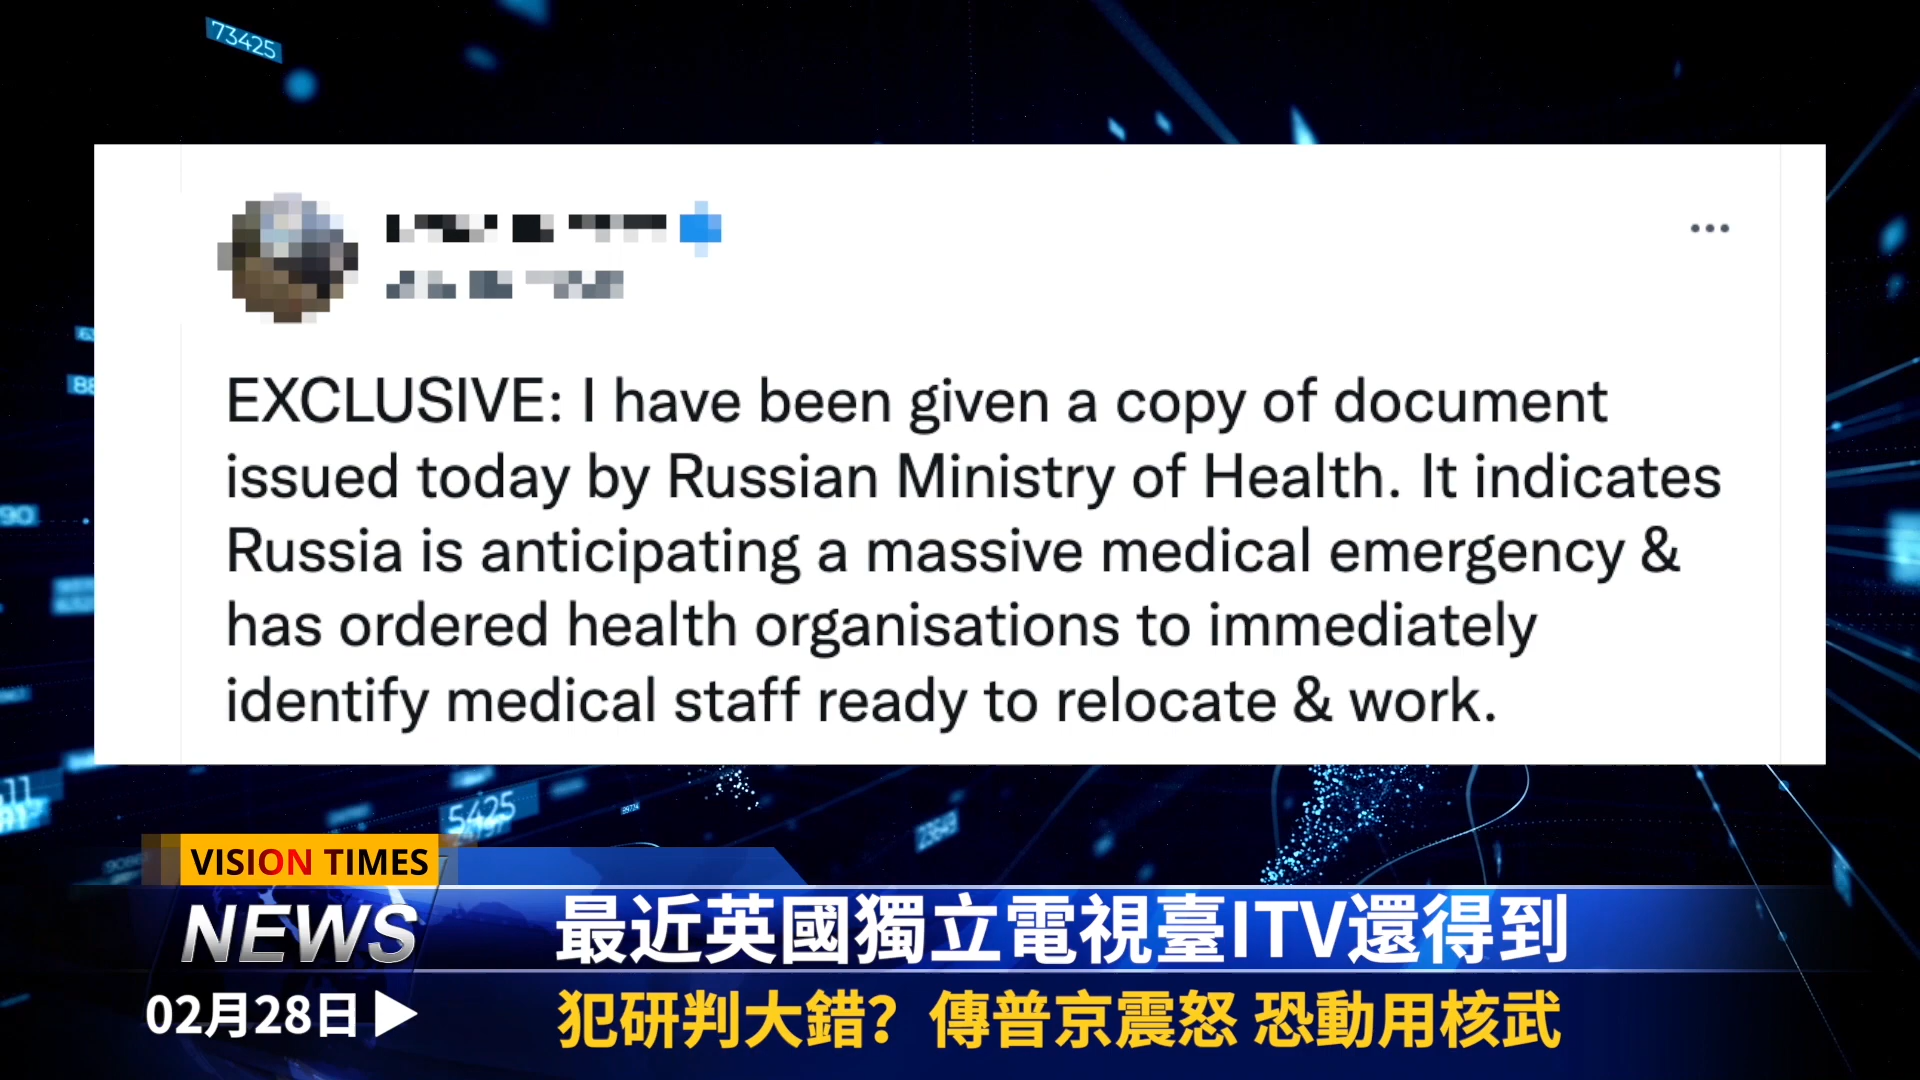 73425
EXCLUSIVE: I have been given a copy of document
issued today by Russian Ministry of Health. It indicates
Russia is anticipating a massive medical emergency &
has ordered health organisations to immediately
identify medical staff ready to relocate & work.
90
5425
VISION TIMES
NEWS
最近英國獨立電視臺ITV還得到
02月28日
犯研判大錯？傳普京震怒 恐動用核武